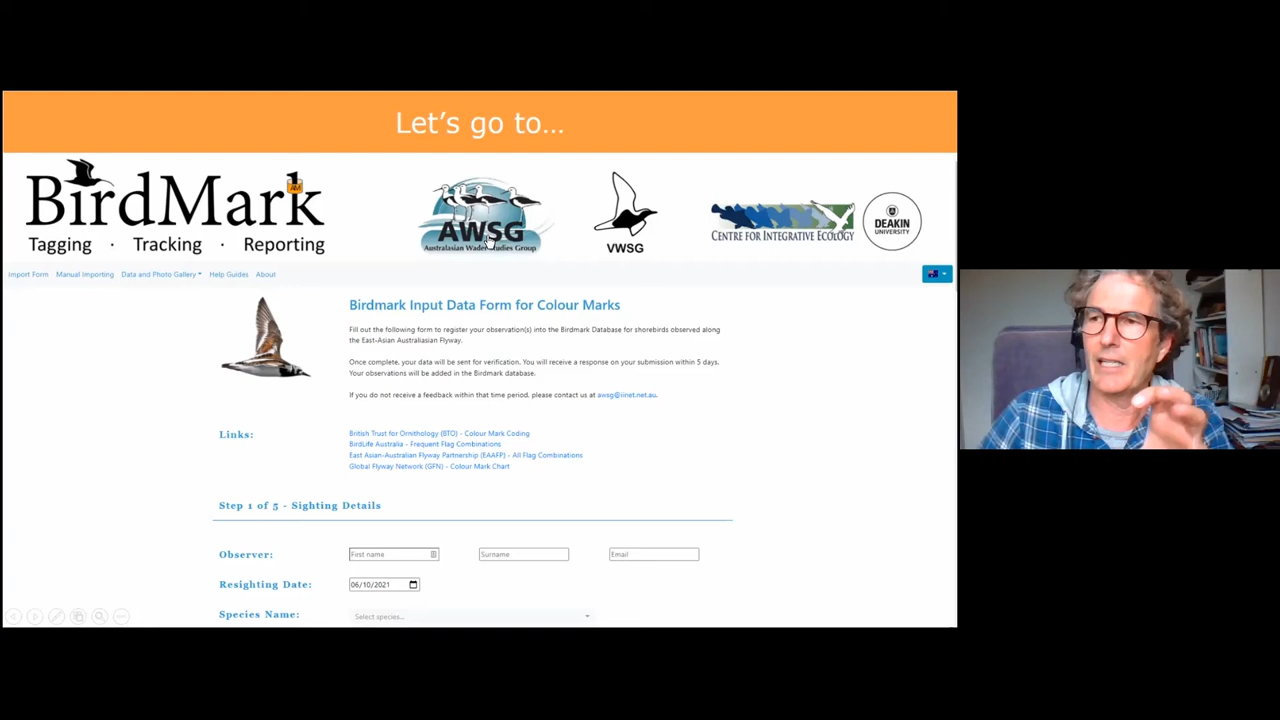 Let's go to…
BirdMark
AM
Tagging · Tracking · Reporting
AWSG
Australasian Wader Studies Group
VWSG
CENTRE FOR INTEGRATIVE ECOLOGY
DEAKIN
UNIVERSITY
Import Form Manual Importing Data and Photo Gallery Help Guides About
Birdmark Input Data Form for Colour Marks
Fill out the following form to register your observation(s) into the Birdmark Database for shorebirds observed along
the East-Asian Australiasian Flyway.
Once complete, your data will be sent for verification. You will receive a response on your submission within 5 days.
Your observations will be added in the Birdmark database.
If you do not receive a feedback within that time period, please contact us at awsg@iinet.net.au.
Links:
British Trust for Ornithology (BTO) - Colour Mark Coding
BirdLife Australia - Frequent Flag Combinations
East Asian-Australian Flyway Partnership (EAAFP) - All Flag Combinations
Global Flyway Network (GFN) - Colour Mark Chart
Step 1 of 5 - Sighting Details
Observer: First name Surname Email
Resighting Date: 06/10/2021
Species Name: Select species...